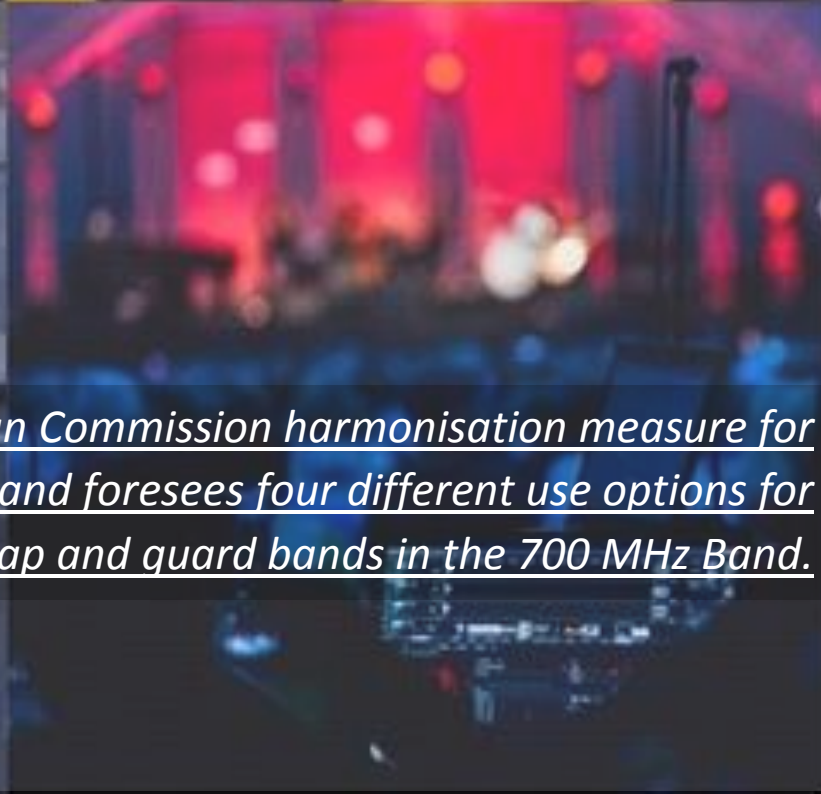 n Commission harmonisation measure for
and foresees four different use options for
ap and guard bands in the 700 MHz Band.